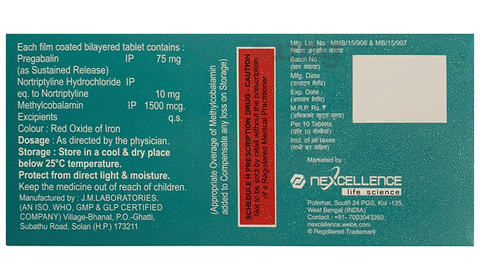 Each film coated bilayered tablet contains :
Pregabalin IP 75 mg
(as Sustained Release)
Nortriptyline Hydrochloride IP
eq. to Nortriptyline 10 mg
Methylcobalamin IP 1500 mcg.
Excipients q.s.
Colour : Red Oxide of Iron
Dosage : As directed by the physician.
Storage : Store in a cool & dry place
below 25°C temperature.
Protect from direct light & moisture.
Keep the medicine out of reach of children.
Manufactured by : J.M.LABORATORIES.
(AN ISO, WHO, GMP & GLP CERTIFIED
COMPANY) Village-Bhanat, P.O.-Ghatti,
Subathu Road, Solan (H.P.) 173211
(Appropriate Overage of Methylcobalamin
added to Compensate any loss on Storage)
SCHEDULE H PRESCRIPTION DRUG - CAUTION
Not to be sold by retail without the prescription
of a Registered Medical Practitioner
Mfg. Lic. No.: MNB/15/906 & MB/15/907
Batch No :
Mfg. Date
(उत्पादन तिथि)
Exp. Date
(अवसान तिथि)
M.R.P. Rs. ₹
Per 10 Tablets
Incl. of all taxes
Marketed by :
NEXCELLENCE
life science
Polerhat, South 24 PGS, Kol -135,
West Bengal (INDIA)
Contact : +91- 7003043260,
nexcellence.webs.com
® Registered Trademark